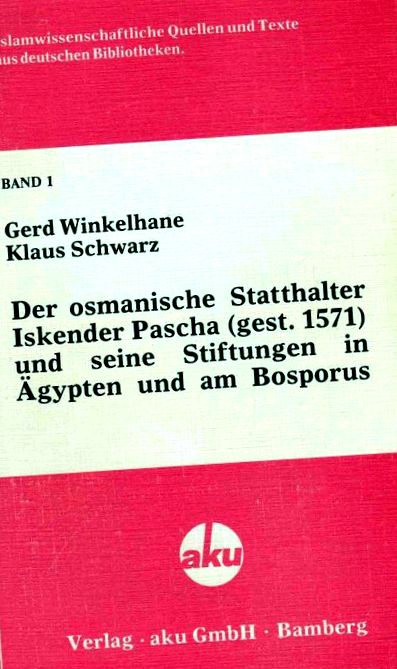 slamwissenschaftliche Quellen und Texte
us deutschen Bibliotheken.
BAND 1
Gerd Winkelhane
Klaus Schwarz
Der osmanische Statthalter
Iskender Pascha (gest. 1571)
und seine Stiftungen in
Ägypten und am Bosporus
aku
Verlag · aku GmbH · Bamberg